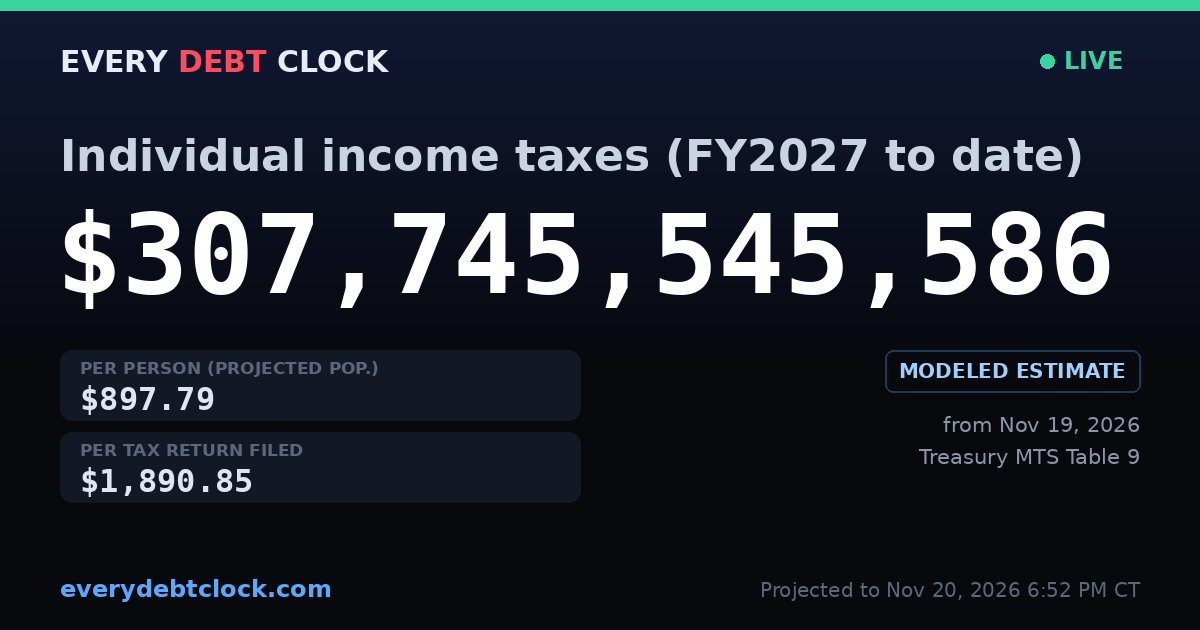 EVERY DEBT CLOCK
LIVE
Individual income taxes (FY2027 to date)
$307,745,545,586
PER PERSON (PROJECTED POP.)
$897.79
PER TAX RETURN FILED
$1,890.85
MODELED ESTIMATE
from Nov 19, 2026
Treasury MTS Table 9
everydebtclock.com
Projected to Nov 20, 2026 6:52 PM CT